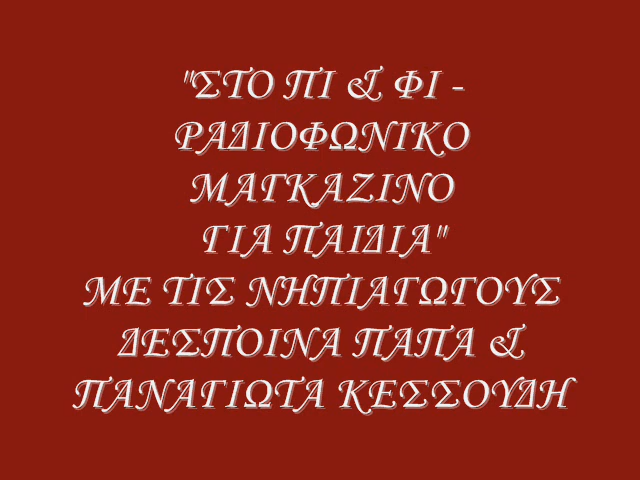 "ΣΤΟ ΠΙ & ΦΙ -
ΡΑΔΙΟΦΩΝΙΚΟ
ΜΑΓΚΑΖΙΝΟ
ΓΙΑ ΠΑΙΔΙΑ"
ΜΕ ΤΙΣ ΝΗΠΙΑΓΩΓΟΥΣ
ΔΕΣΠΟΙΝΑ ΠΑΠΑ &
ΠΑΝΑΓΙΩΤΑ ΚΕΣΣΟΥΔΗ